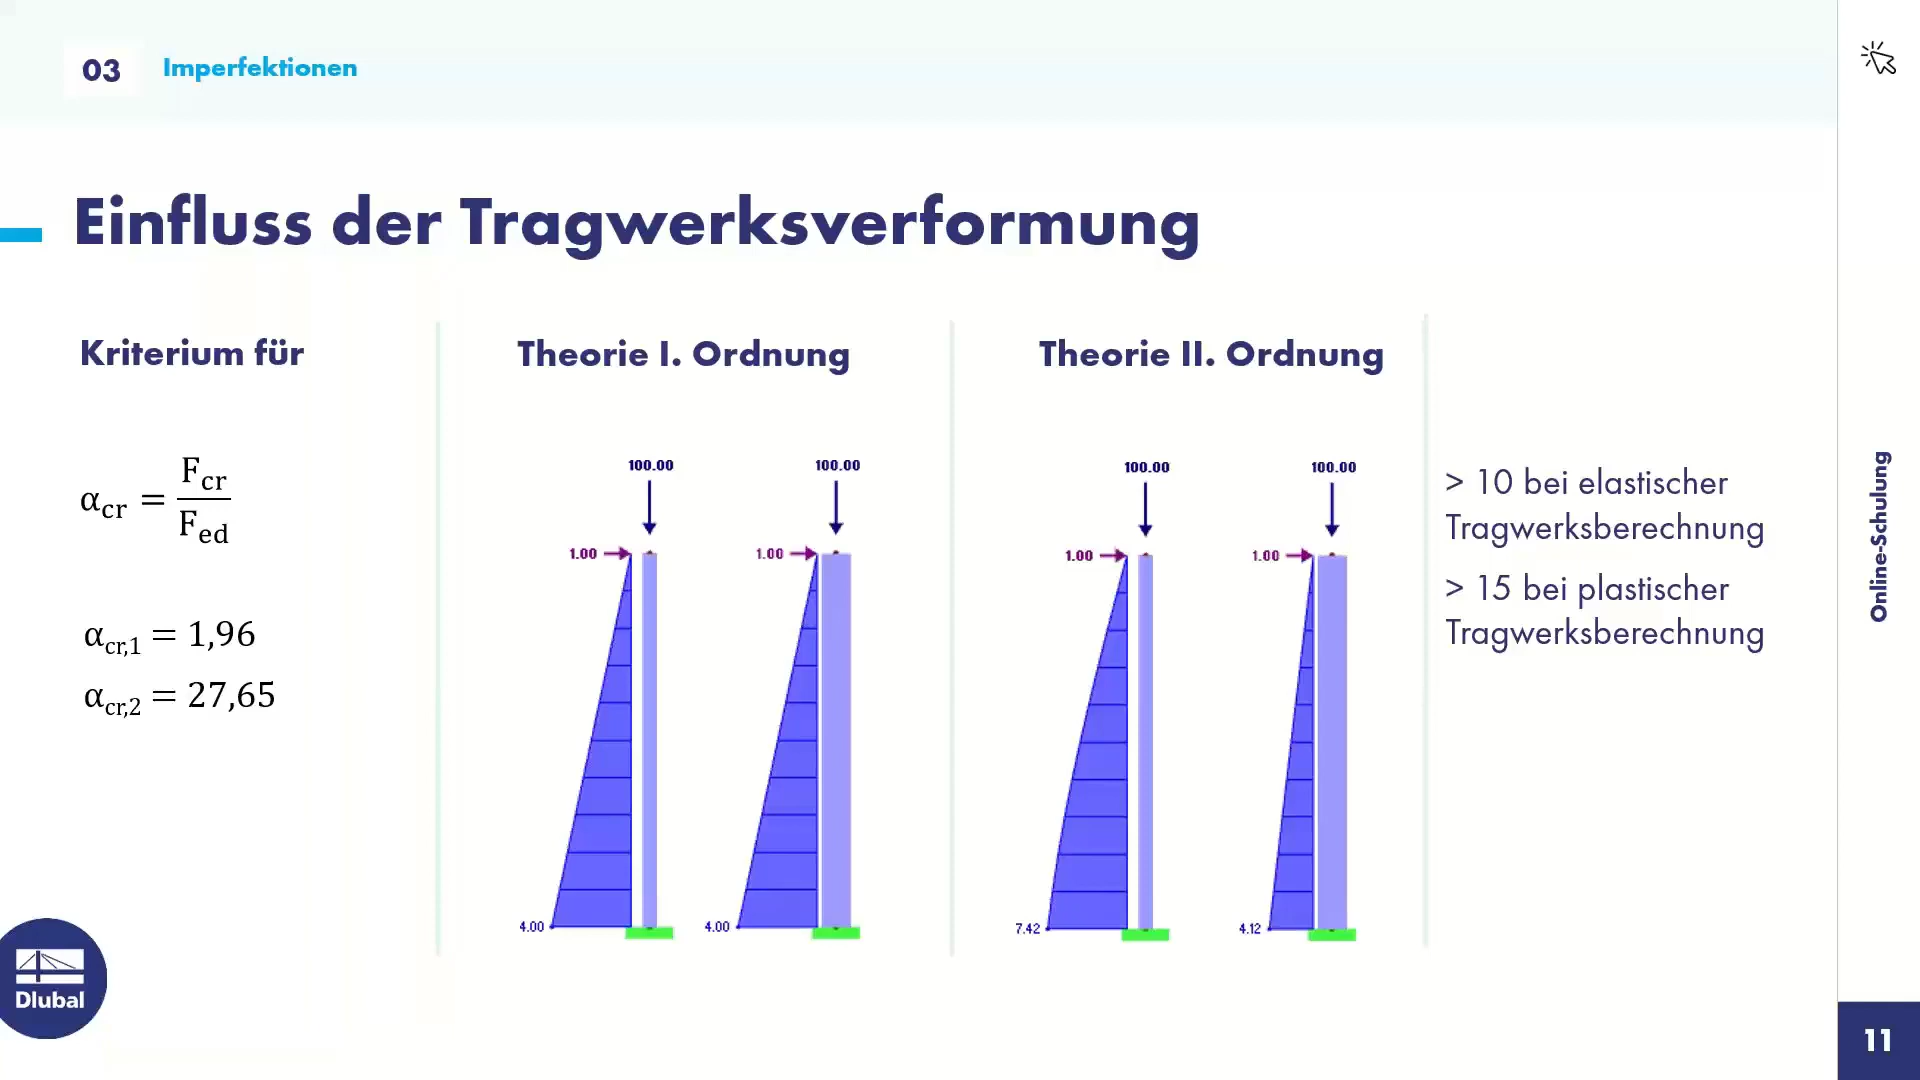 03
Imperfektionen
Einfluss der Tragwerksverformung
Kriterium für
α_cr = F_cr / F_ed
α_cr,1 = 1,96
α_cr,2 = 27,65
Theorie I. Ordnung
100.00
100.00
1.00
1.00
4.00
4.00
Theorie II. Ordnung
100.00
100.00
1.00
1.00
7.42
4.12
> 10 bei elastischer
Tragwerksberechnung
> 15 bei plastischer
Tragwerksberechnung
Online-Schulung
Dlubal
11